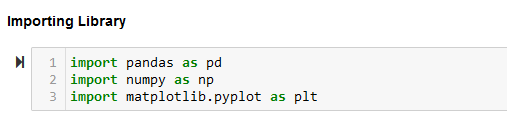 Importing Library
1 import pandas as pd
2 import numpy as np
3 import matplotlib.pyplot as plt